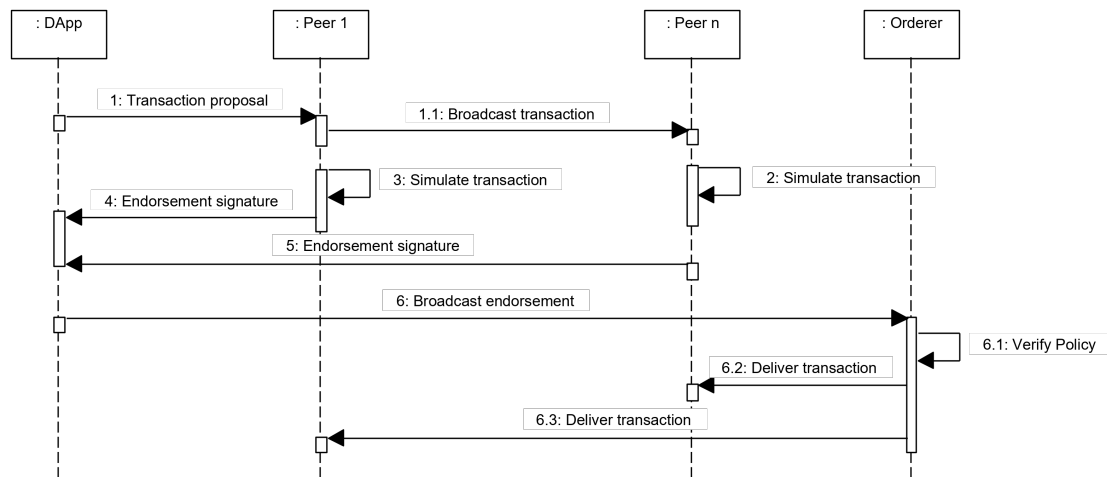 : DApp
: Peer 1
: Peer n
: Orderer
1: Transaction proposal
1.1: Broadcast transaction
3: Simulate transaction
2: Simulate transaction
4: Endorsement signature
5: Endorsement signature
6: Broadcast endorsement
6.1: Verify Policy
6.2: Deliver transaction
6.3: Deliver transaction